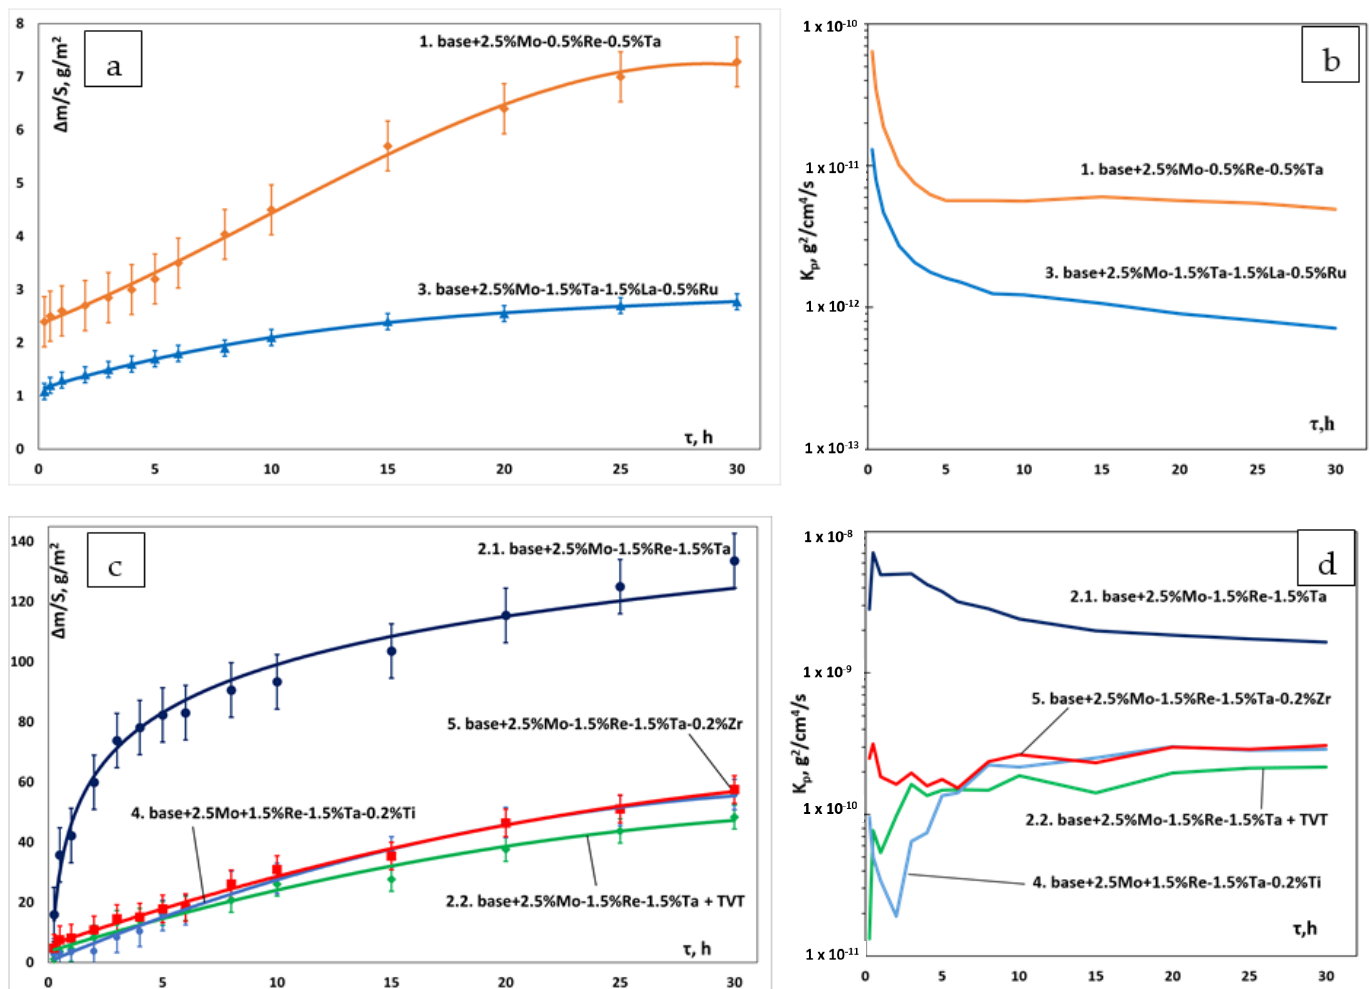 a
Δm/S, g/m²
8
7
6
5
4
3
2
1
0
1. base+2.5%Mo-0.5%Re-0.5%Ta
3. base+2.5%Mo-1.5%Ta-1.5%La-0.5%Ru
τ, h
0 5 10 15 20 25 30
b
Kp, g²/cm⁴/s
1 x 10⁻¹⁰
1 x 10⁻¹¹
1 x 10⁻¹²
1 x 10⁻¹³
1. base+2.5%Mo-0.5%Re-0.5%Ta
3. base+2.5%Mo-1.5%Ta-1.5%La-0.5%Ru
τ,h
0 5 10 15 20 25 30
c
Δm/S, g/m²
140
120
100
80
60
40
20
0
2.1. base+2.5%Mo-1.5%Re-1.5%Ta
5. base+2.5%Mo-1.5%Re-1.5%Ta-0.2%Zr
4. base+2.5Mo+1.5%Re-1.5%Ta-0.2%Ti
2.2. base+2.5%Mo-1.5%Re-1.5%Ta + TVT
τ, h
0 5 10 15 20 25 30
d
Kp, g²/cm⁴/s
1 x 10⁻⁸
1 x 10⁻⁹
1 x 10⁻¹⁰
1 x 10⁻¹¹
2.1. base+2.5%Mo-1.5%Re-1.5%Ta
5. base+2.5%Mo-1.5%Re-1.5%Ta-0.2%Zr
2.2. base+2.5%Mo-1.5%Re-1.5%Ta + TVT
4. base+2.5Mo+1.5%Re-1.5%Ta-0.2%Ti
τ,h
0 5 10 15 20 25 30